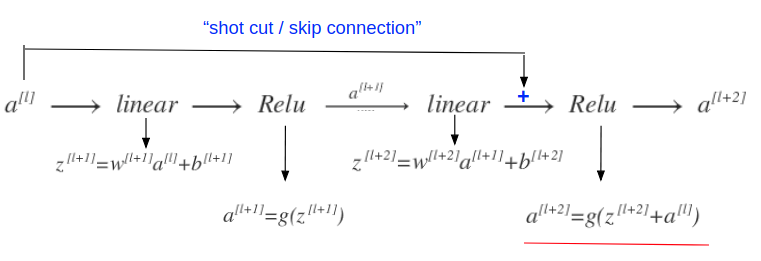 “shot cut / skip connection”
a^[l+1]
a^[l] → linear → Relu → linear + → Relu → a^[l+2]
z^[l+1]=w^[l+1]a^[l]+b^[l+1] z^[l+2]=w^[l+2]a^[l+1]+b^[l+2]
a^[l+1]=g(z^[l+1]) a^[l+2]=g(z^[l+2]+a^[l])